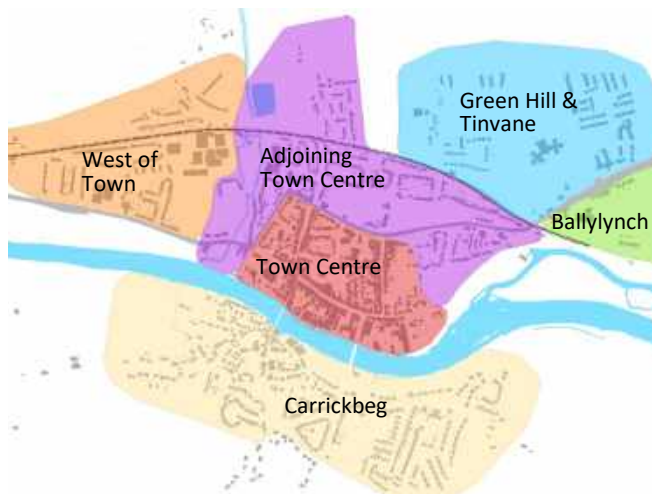 Green Hill &
Tinvane
West of
Town
Adjoining
Town Centre
Ballylynch
Town Centre
Carrickbeg